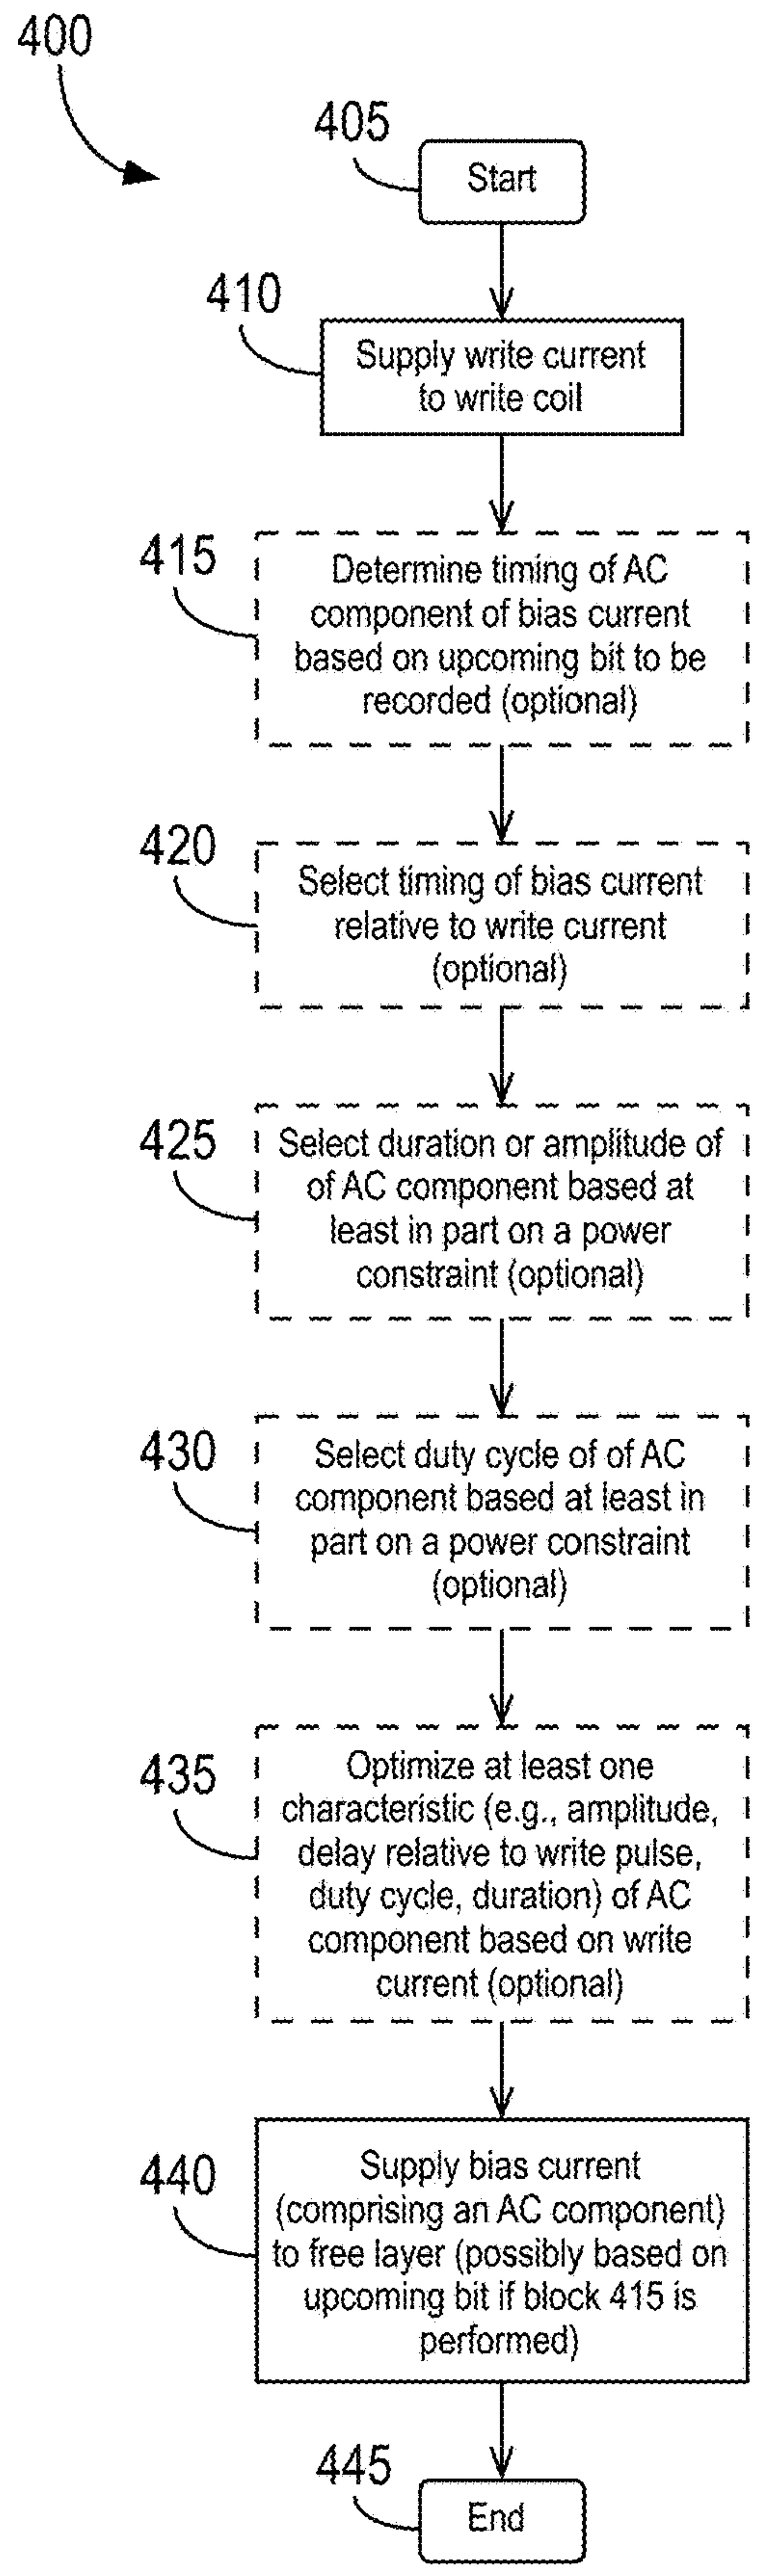 400
405
Start
410
Supply write current
to write coil
415
Determine timing of AC
component of bias current
based on upcoming bit to be
recorded (optional)
420
Select timing of bias current
relative to write current
(optional)
425
Select duration or amplitude of
of AC component based at
least in part on a power
constraint (optional)
430
Select duty cycle of of AC
component based at least in
part on a power constraint
(optional)
435
Optimize at least one
characteristic (e.g., amplitude,
delay relative to write pulse,
duty cycle, duration) of AC
component based on write
current (optional)
440
Supply bias current
(comprising an AC component)
to free layer (possibly based on
upcoming bit if block 415 is
performed)
445
End